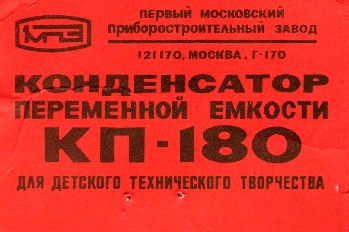 МПЗ
ПЕРВЫЙ МОСКОВСКИЙ
ПРИБОРОСТРОИТЕЛЬНЫЙ ЗАВОД
121170, МОСКВА, Г-170
КОНДЕНСАТОР
ПЕРЕМЕННОЙ ЕМКОСТИ
КП-180
ДЛЯ ДЕТСКОГО ТЕХНИЧЕСКОГО ТВОРЧЕСТВА